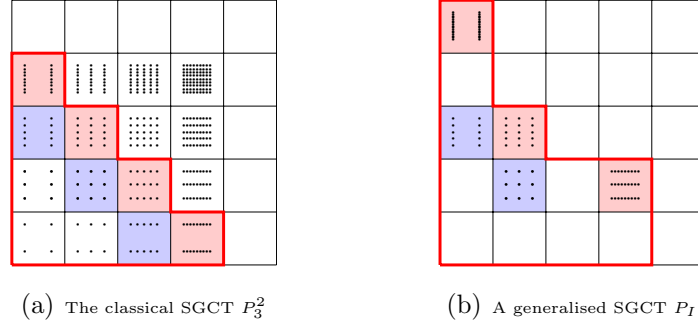 (a) The classical SGCT P_3^2
(b) A generalised SGCT P_I